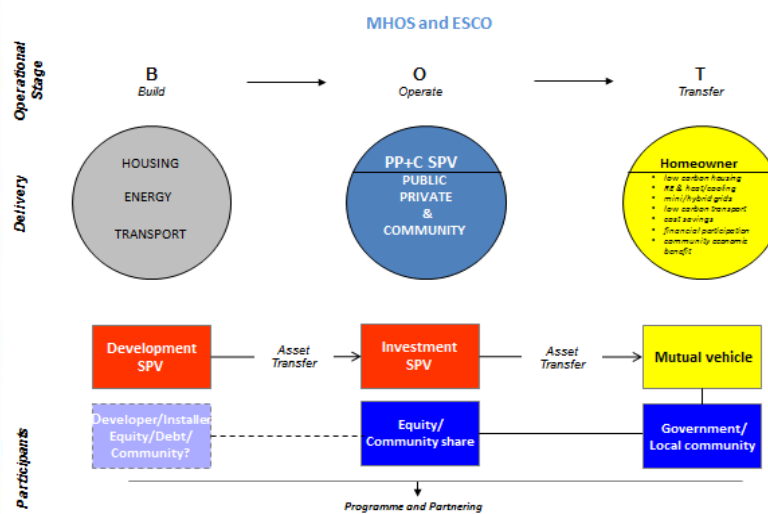 MHOS and ESCO
Operational
Stage
B
Build
O
Operate
T
Transfer
Delivery
HOUSING
ENERGY
TRANSPORT
PP+C SPV
PUBLIC
PRIVATE
&
COMMUNITY
Homeowner
• low carbon housing
• RE & heat/cooling
• mini/hybrid grids
• low carbon transport
• cost savings
• financial participation
• community economic
benefit
Participants
Development
SPV
Asset
Transfer
Investment
SPV
Asset
Transfer
Mutual vehicle
Developer/Installer
Equity/Debt/
Community?
Equity/
Community share
Government/
Local community
Programme and Partnering